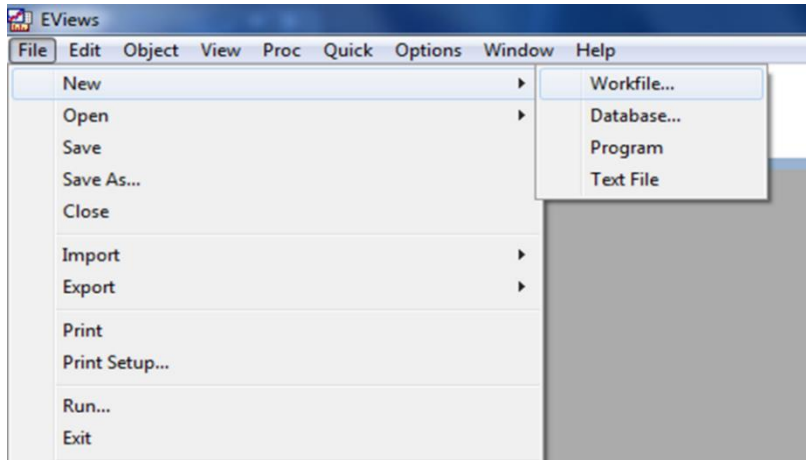 EViews
File Edit Object View Proc Quick Options Window Help
New
Workfile...
Open
Database...
Save
Program
Save As...
Text File
Close
Import
Export
Print
Print Setup...
Run...
Exit